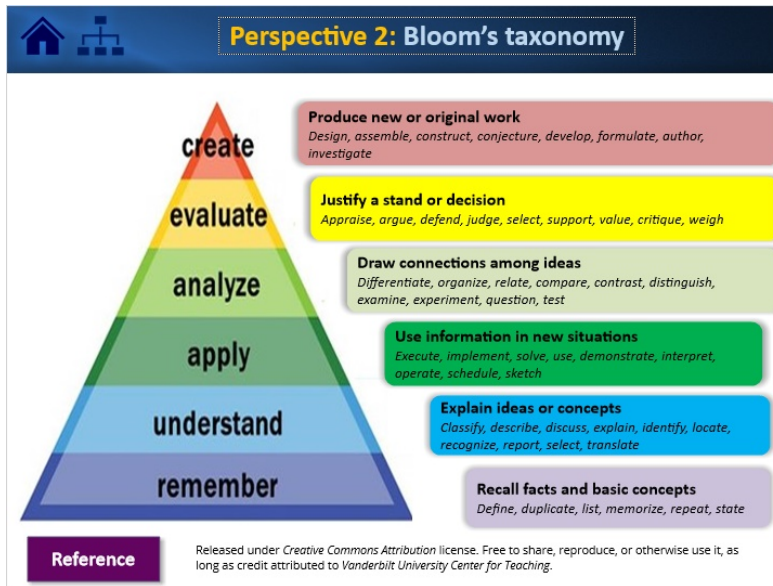 Perspective 2: Bloom's taxonomy
create
Produce new or original work
Design, assemble, construct, conjecture, develop, formulate, author,
investigate
evaluate
Justify a stand or decision
Appraise, argue, defend, judge, select, support, value, critique, weigh
analyze
Draw connections among ideas
Differentiate, organize, relate, compare, contrast, distinguish,
examine, experiment, question, test
apply
Use information in new situations
Execute, implement, solve, use, demonstrate, interpret,
operate, schedule, sketch
understand
Explain ideas or concepts
Classify, describe, discuss, explain, identify, locate,
recognize, report, select, translate
remember
Recall facts and basic concepts
Define, duplicate, list, memorize, repeat, state
Reference
Released under Creative Commons Attribution license. Free to share, reproduce, or otherwise use it, as
long as credit attributed to Vanderbilt University Center for Teaching.